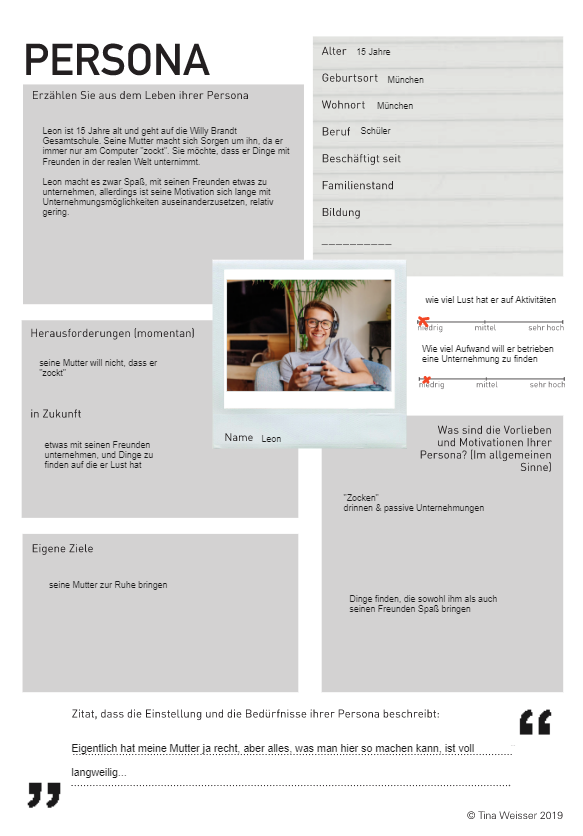 PERSONA
Erzählen Sie aus dem Leben ihrer Persona
Leon ist 15 Jahre alt und geht auf die Willy Brandt
Gesamtschule. Seine Mutter macht sich Sorgen um ihn, da er
immer nur am Computer "zockt". Sie möchte, dass er Dinge mit
Freunden in der realen Welt unternimmt.
Leon macht es zwar Spaß, mit seinen Freunden etwas zu
unternehmen, allerdings ist seine Motivation sich lange mit
Unternehmungsmöglichkeiten auseinanderzusetzen, relativ
gering.
Alter 15 Jahre
Geburtsort München
Wohnort München
Beruf Schüler
Beschäftigt seit
Familienstand
Bildung
__________
wie viel Lust hat er auf Aktivitäten
niedrig mittel sehr hoch
Wie viel Aufwand will er betrieben
eine Unternehmung zu finden
niedrig mittel sehr hoch
Herausforderungen (momentan)
seine Mutter will nicht, dass er
"zockt"
in Zukunft
etwas mit seinen Freunden
unternehmen, und Dinge zu
finden auf die er Lust hat
Name Leon
Was sind die Vorlieben
und Motivationen Ihrer
Persona? (Im allgemeinen
Sinne)
"Zocken"
drinnen & passive Unternehmungen
Dinge finden, die sowohl ihm als auch
seinen Freunden Spaß bringen
Eigene Ziele
seine Mutter zur Ruhe bringen
Zitat, dass die Einstellung und die Bedürfnisse ihrer Persona beschreibt:
Eigentlich hat meine Mutter ja recht, aber alles, was man hier so machen kann, ist voll
langweilig...
© Tina Weisser 2019